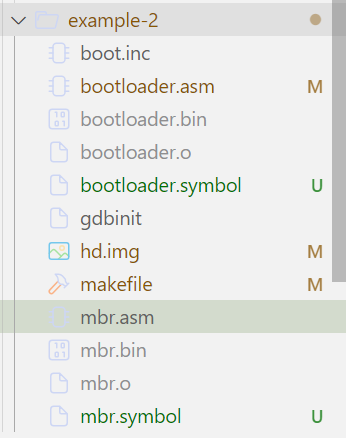 example-2
boot.inc
bootloader.asm M
bootloader.bin
bootloader.o
bootloader.symbol U
gdbinit
hd.img M
makefile M
mbr.asm
mbr.bin
mbr.o
mbr.symbol U